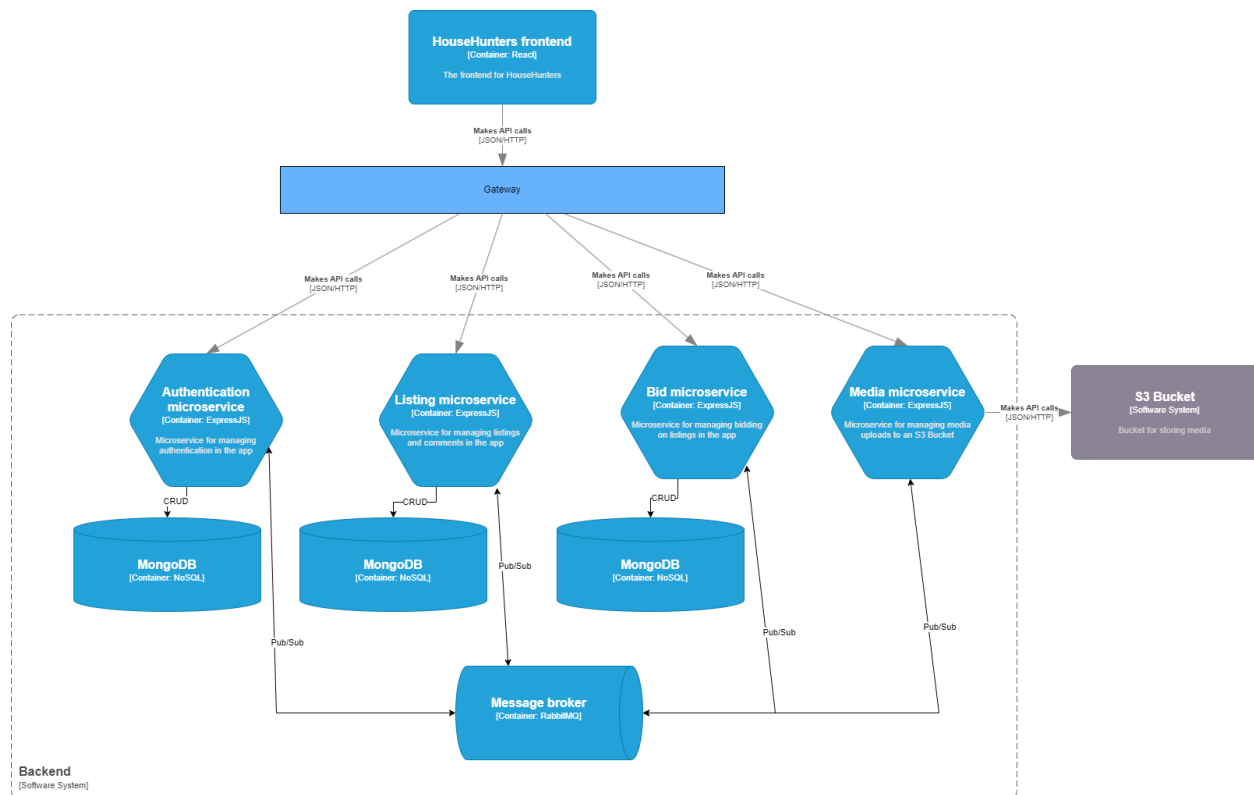 HouseHunters frontend
[Container: React]
The frontend for HouseHunters
Makes API calls
[JSON/HTTP]
Gateway
Makes API calls
[JSON/HTTP]
Makes API calls
[JSON/HTTP]
Makes API calls
[JSON/HTTP]
Makes API calls
[JSON/HTTP]
Authentication
microservice
[Container: ExpressJS]
Microservice for managing
authentication in the app
Listing microservice
[Container: ExpressJS]
Microservice for managing listings
and comments in the app
Bid microservice
[Container: ExpressJS]
Microservice for managing bidding
on listings in the app
Media microservice
[Container: ExpressJS]
Microservice for managing media
uploads to an S3 Bucket
Makes API calls
[JSON/HTTP]
S3 Bucket
[Software System]
Bucket for storing media
CRUD
CRUD
CRUD
MongoDB
[Container: NoSQL]
MongoDB
[Container: NoSQL]
MongoDB
[Container: NoSQL]
Pub/Sub
Pub/Sub
Pub/Sub
Pub/Sub
Message broker
[Container: RabbitMQ]
Backend
[Software System]